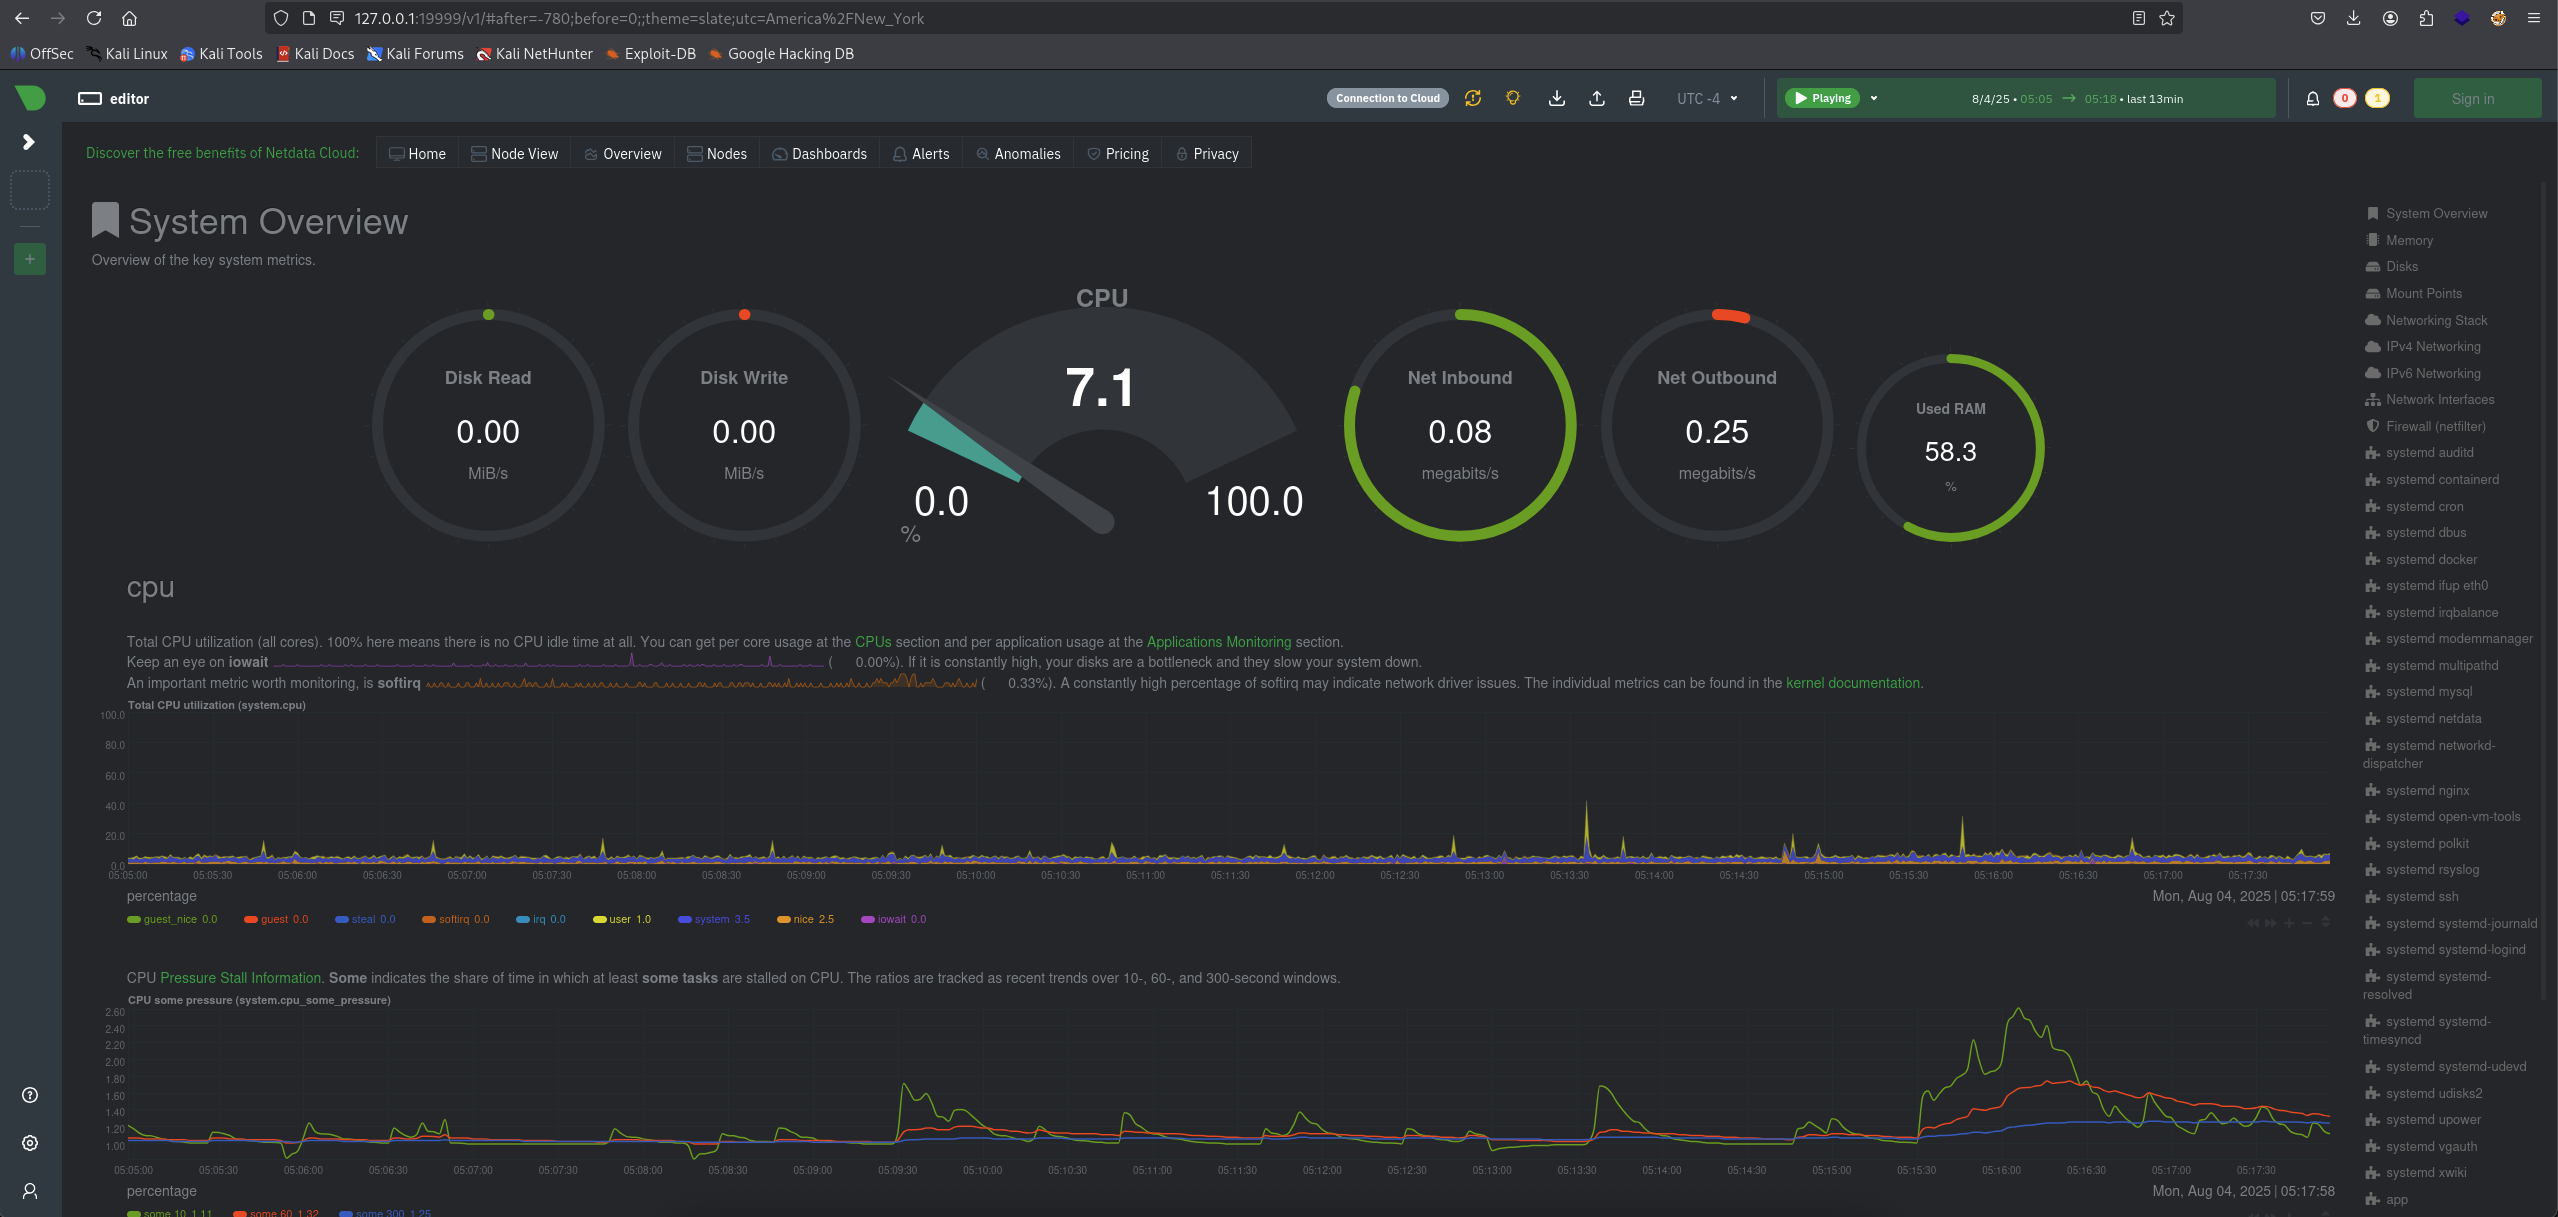 127.0.0.1:19999/v1/#after=-780;before=0;;theme=slate;utc=America%2FNew_York
OffSec Kali Linux Kali Tools Kali Docs Kali Forums Kali NetHunter Exploit-DB Google Hacking DB
editor Connection to Cloud UTC -4 Playing 8/4/25 • 05:05 → 05:18 • last 13min 0 1 Sign in
Discover the free benefits of Netdata Cloud: Home Node View Overview Nodes Dashboards Alerts Anomalies Pricing Privacy
System Overview
Overview of the key system metrics.
Disk Read
0.00
MiB/s
Disk Write
0.00
MiB/s
CPU
7.1
0.0 100.0
%
Net Inbound
0.08
megabits/s
Net Outbound
0.25
megabits/s
Used RAM
58.3
%
cpu
Total CPU utilization (all cores). 100% here means there is no CPU idle time at all. You can get per core usage at the CPUs section and per application usage at the Applications Monitoring section.
Keep an eye on iowait ( 0.00%). If it is constantly high, your disks are a bottleneck and they slow your system down.
An important metric worth monitoring, is softirq ( 0.33%). A constantly high percentage of softirq may indicate network driver issues. The individual metrics can be found in the kernel documentation.
Total CPU utilization (system.cpu)
100.0
80.0
60.0
40.0
20.0
0.0
05:05:00 05:05:30 05:06:00 05:06:30 05:07:00 05:07:30 05:08:00 05:08:30 05:09:00 05:09:30 05:10:00 05:10:30 05:11:00 05:11:30 05:12:00 05:12:30 05:13:00 05:13:30 05:14:00 05:14:30 05:15:00 05:15:30 05:16:00 05:16:30 05:17:00 05:17:30
percentage Mon, Aug 04, 2025 | 05:17:59
guest_nice 0.0 guest 0.0 steal 0.0 softirq 0.0 irq 0.0 user 1.0 system 3.5 nice 2.5 iowait 0.0
CPU Pressure Stall Information. Some indicates the share of time in which at least some tasks are stalled on CPU. The ratios are tracked as recent trends over 10-, 60-, and 300-second windows.
CPU some pressure (system.cpu_some_pressure)
2.60
2.40
2.20
2.00
1.80
1.60
1.40
1.20
1.00
05:05:00 05:05:30 05:06:00 05:06:30 05:07:00 05:07:30 05:08:00 05:08:30 05:09:00 05:09:30 05:10:00 05:10:30 05:11:00 05:11:30 05:12:00 05:12:30 05:13:00 05:13:30 05:14:00 05:14:30 05:15:00 05:15:30 05:16:00 05:16:30 05:17:00 05:17:30
percentage Mon, Aug 04, 2025 | 05:17:58
some 10 1.11 some 60 1.32 some 300 1.25
System Overview
Memory
Disks
Mount Points
Networking Stack
IPv4 Networking
IPv6 Networking
Network Interfaces
Firewall (netfilter)
systemd auditd
systemd containerd
systemd cron
systemd dbus
systemd docker
systemd ifup eth0
systemd irqbalance
systemd modemmanager
systemd multipathd
systemd mysql
systemd netdata
systemd networkd-
dispatcher
systemd nginx
systemd open-vm-tools
systemd polkit
systemd rsyslog
systemd ssh
systemd systemd-journald
systemd systemd-logind
systemd systemd-
resolved
systemd systemd-
timesyncd
systemd systemd-udevd
systemd udisks2
systemd upower
systemd vgauth
systemd xwiki
app